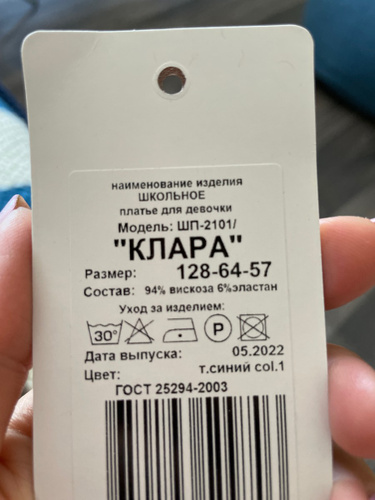 наименование изделия
ШКОЛЬНОЕ
платье для девочки
Модель: ШП-2101/
"КЛАРА"
Размер: 128-64-57
Состав: 94% вискоза 6%эластан
Уход за изделием:
30° P
Дата выпуска: 05.2022
Цвет: т.синий col.1
ГОСТ 25294-2003